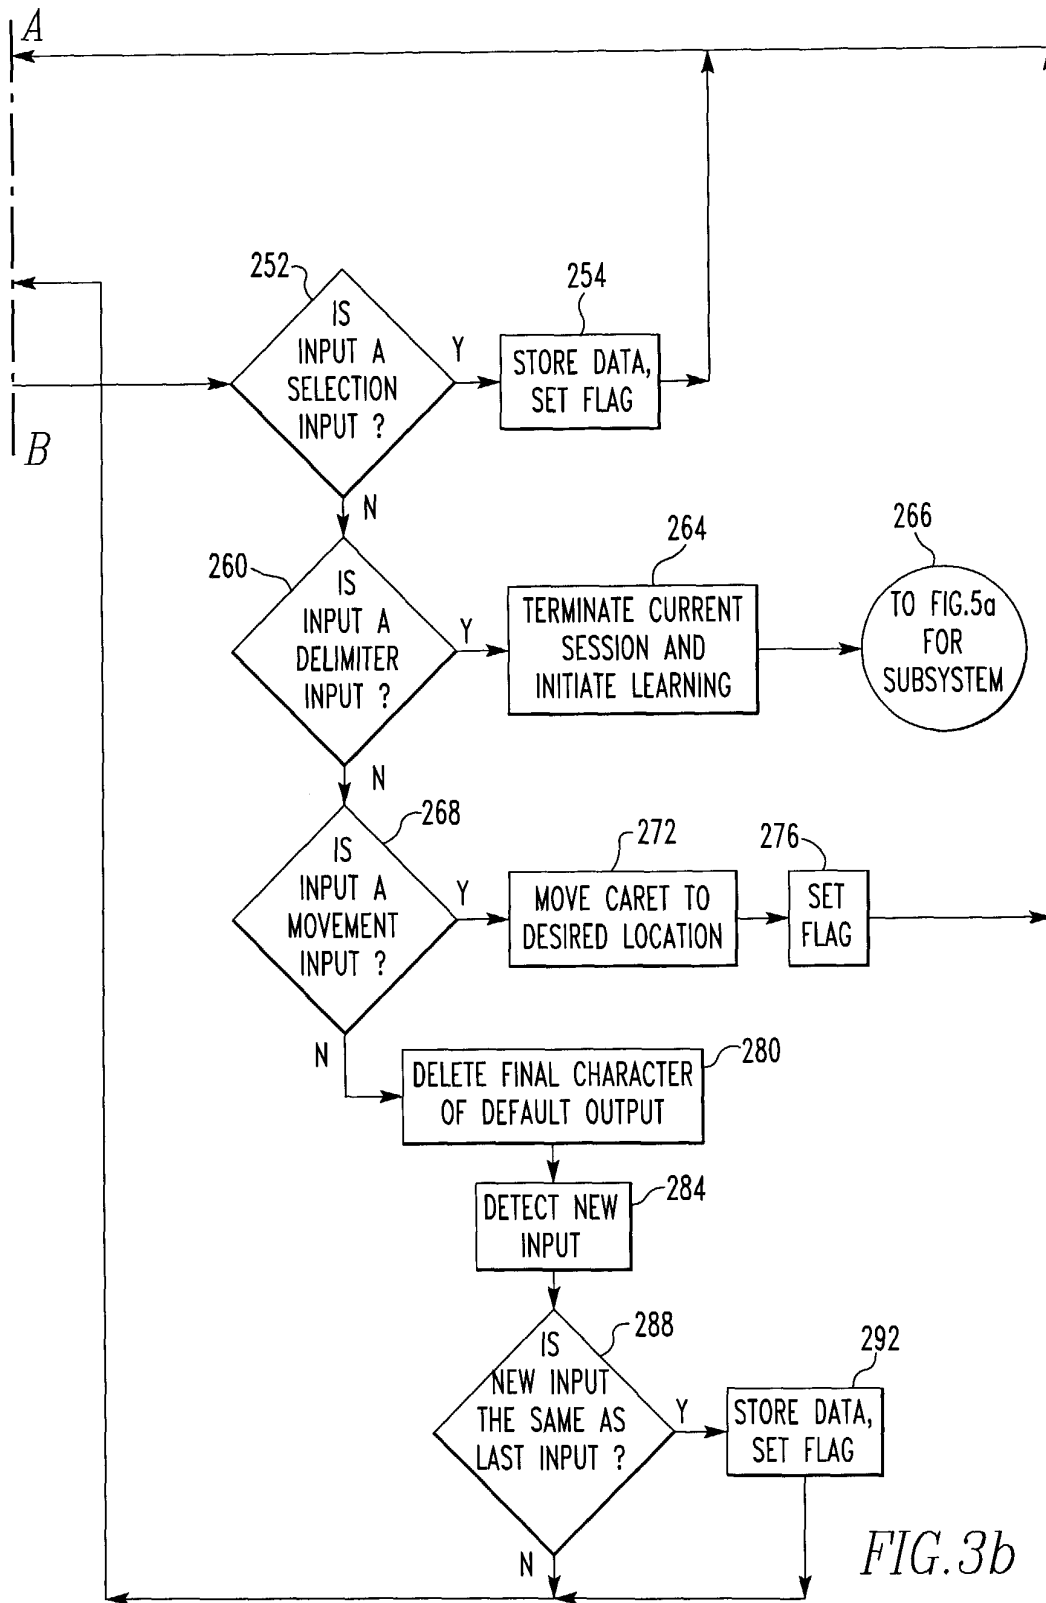 A
252
IS
INPUT A
SELECTION
INPUT ?
Y
254
STORE DATA,
SET FLAG
B
N
260
IS
INPUT A
DELIMITER
INPUT ?
Y
264
TERMINATE CURRENT
SESSION AND
INITIATE LEARNING
266
TO FIG.5a
FOR
SUBSYSTEM
N
268
IS
INPUT A
MOVEMENT
INPUT ?
Y
272
MOVE CARET TO
DESIRED LOCATION
276
SET
FLAG
N
280
DELETE FINAL CHARACTER
OF DEFAULT OUTPUT
284
DETECT NEW
INPUT
288
IS
NEW INPUT
THE SAME AS
LAST INPUT ?
Y
292
STORE DATA,
SET FLAG
N
FIG.3b